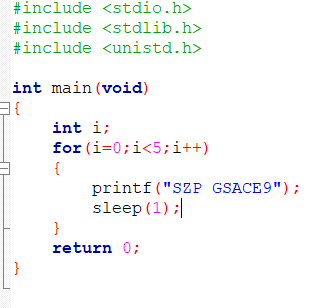 #include <stdio.h>
#include <stdlib.h>
#include <unistd.h>
int main(void)
{
int i;
for(i=0;i<5;i++)
{
printf("SZP GSACE9");
sleep(1);
}
return 0;
}